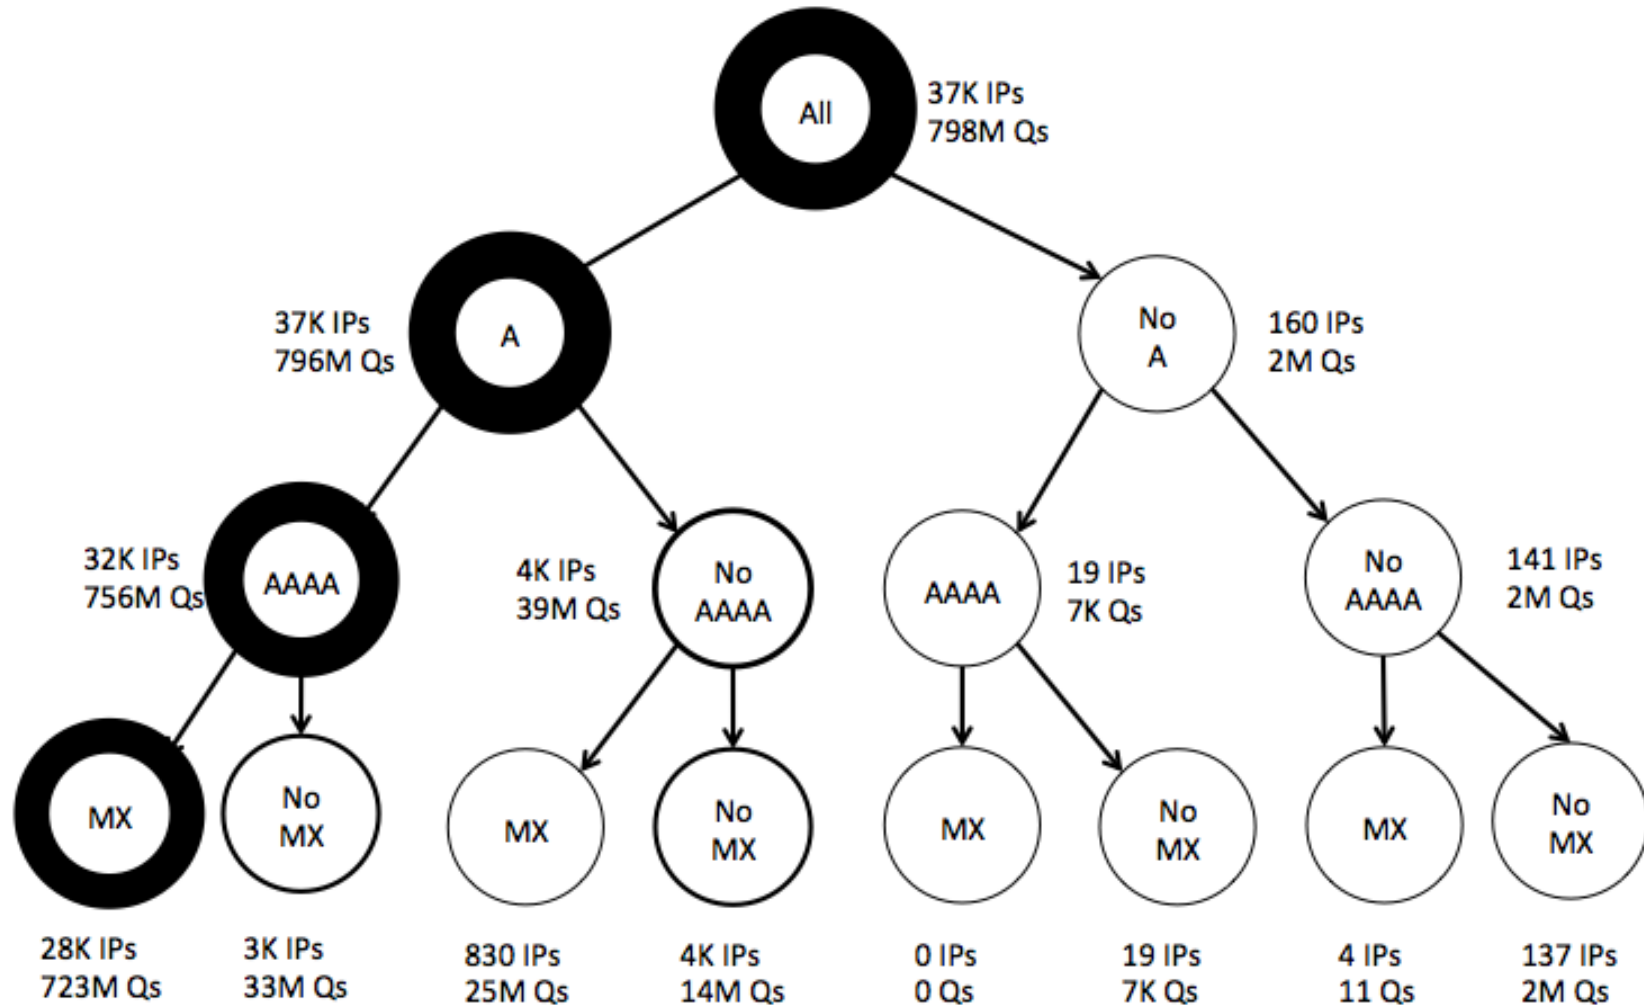 All
37K IPs
798M Qs
37K IPs
796M Qs
A
No
A
160 IPs
2M Qs
32K IPs
756M Qs
AAAA
4K IPs
39M Qs
No
AAAA
AAAA
19 IPs
7K Qs
No
AAAA
141 IPs
2M Qs
MX
No
MX
MX
No
MX
MX
No
MX
MX
No
MX
28K IPs
723M Qs
3K IPs
33M Qs
830 IPs
25M Qs
4K IPs
14M Qs
0 IPs
0 Qs
19 IPs
7K Qs
4 IPs
11 Qs
137 IPs
2M Qs